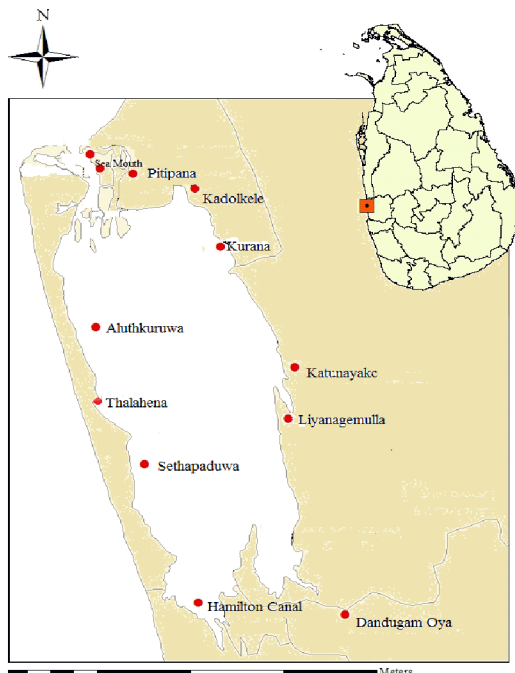 N
Sea Mouth
Pitipana
Kadolkele
Kurana
Aluthkuruwa
Katunayake
Thalahena
Liyanagemulla
Sethapaduwa
Hamilton Canal
Dandugam Oya
Meters